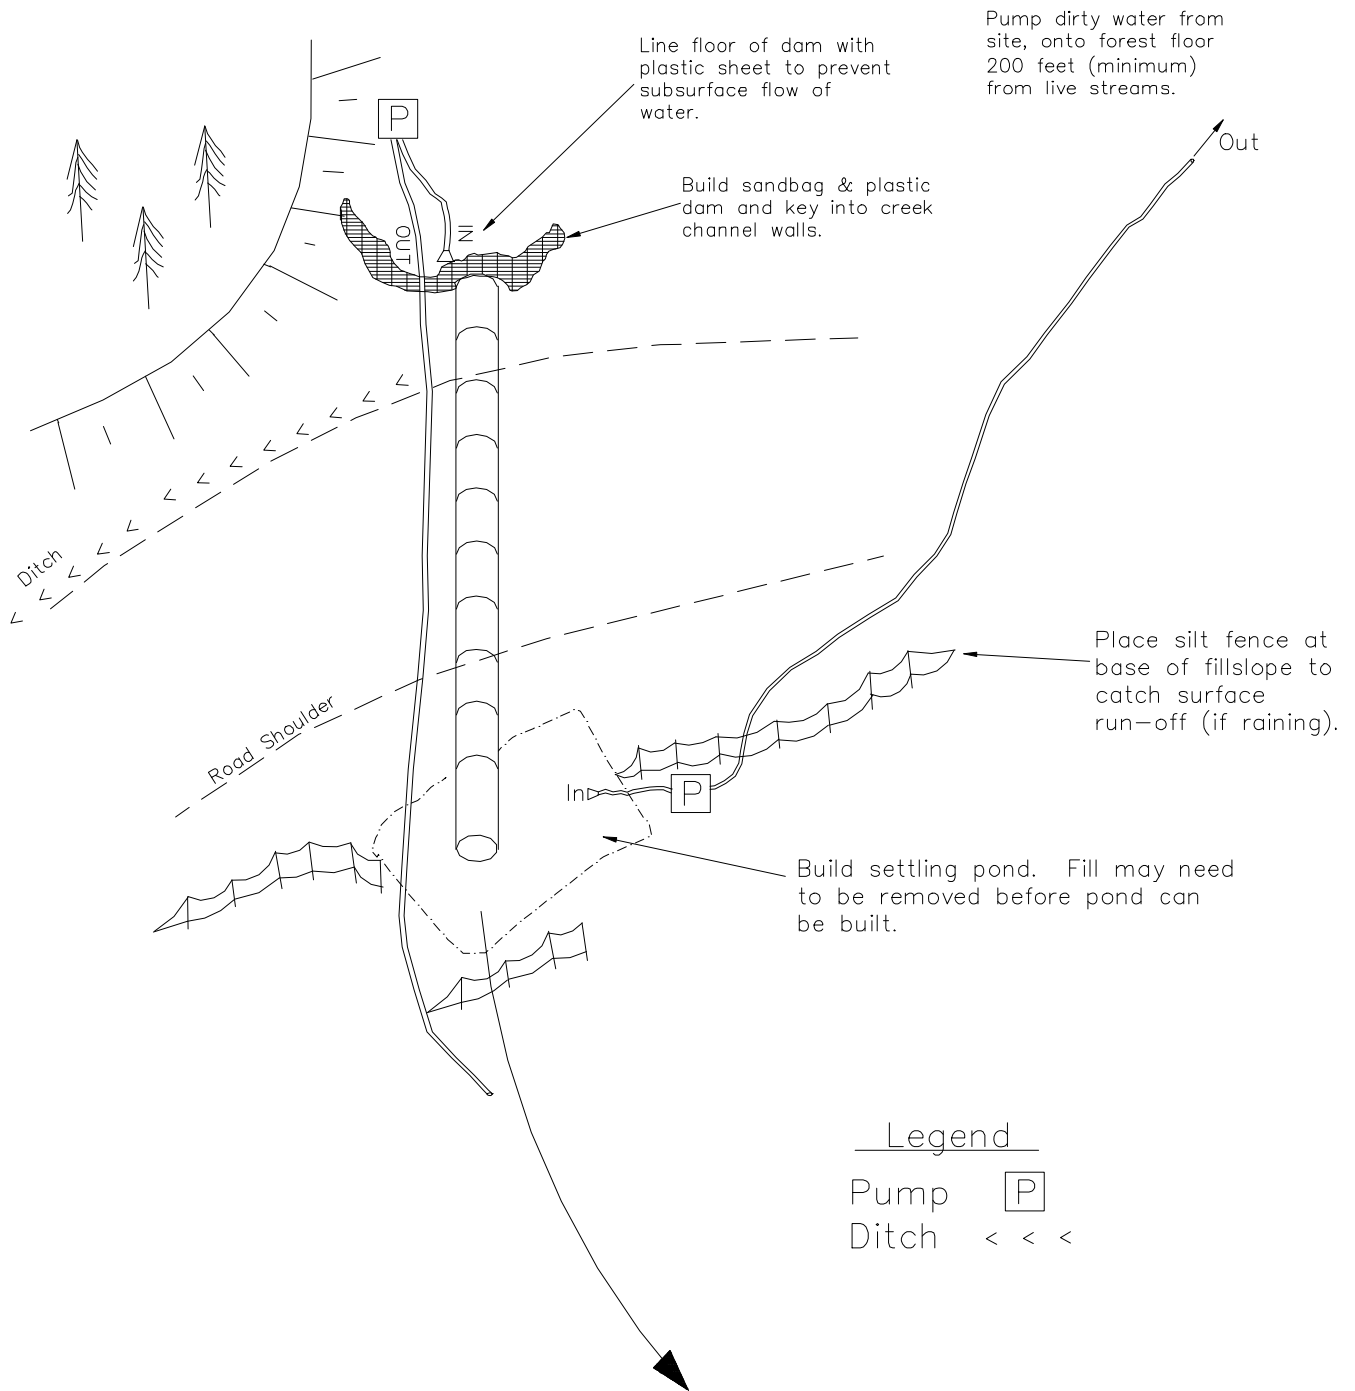 Line floor of dam with
plastic sheet to prevent
subsurface flow of
water.
Pump dirty water from
site, onto forest floor
200 feet (minimum)
from live streams.
Out
P
Build sandbag & plastic
dam and key into creek
channel walls.
OUT
IN
Ditch
Place silt fence at
base of fillslope to
catch surface
run-off (if raining).
Road Shoulder
In
P
Build settling pond. Fill may need
to be removed before pond can
be built.
Legend
Pump P
Ditch < < <